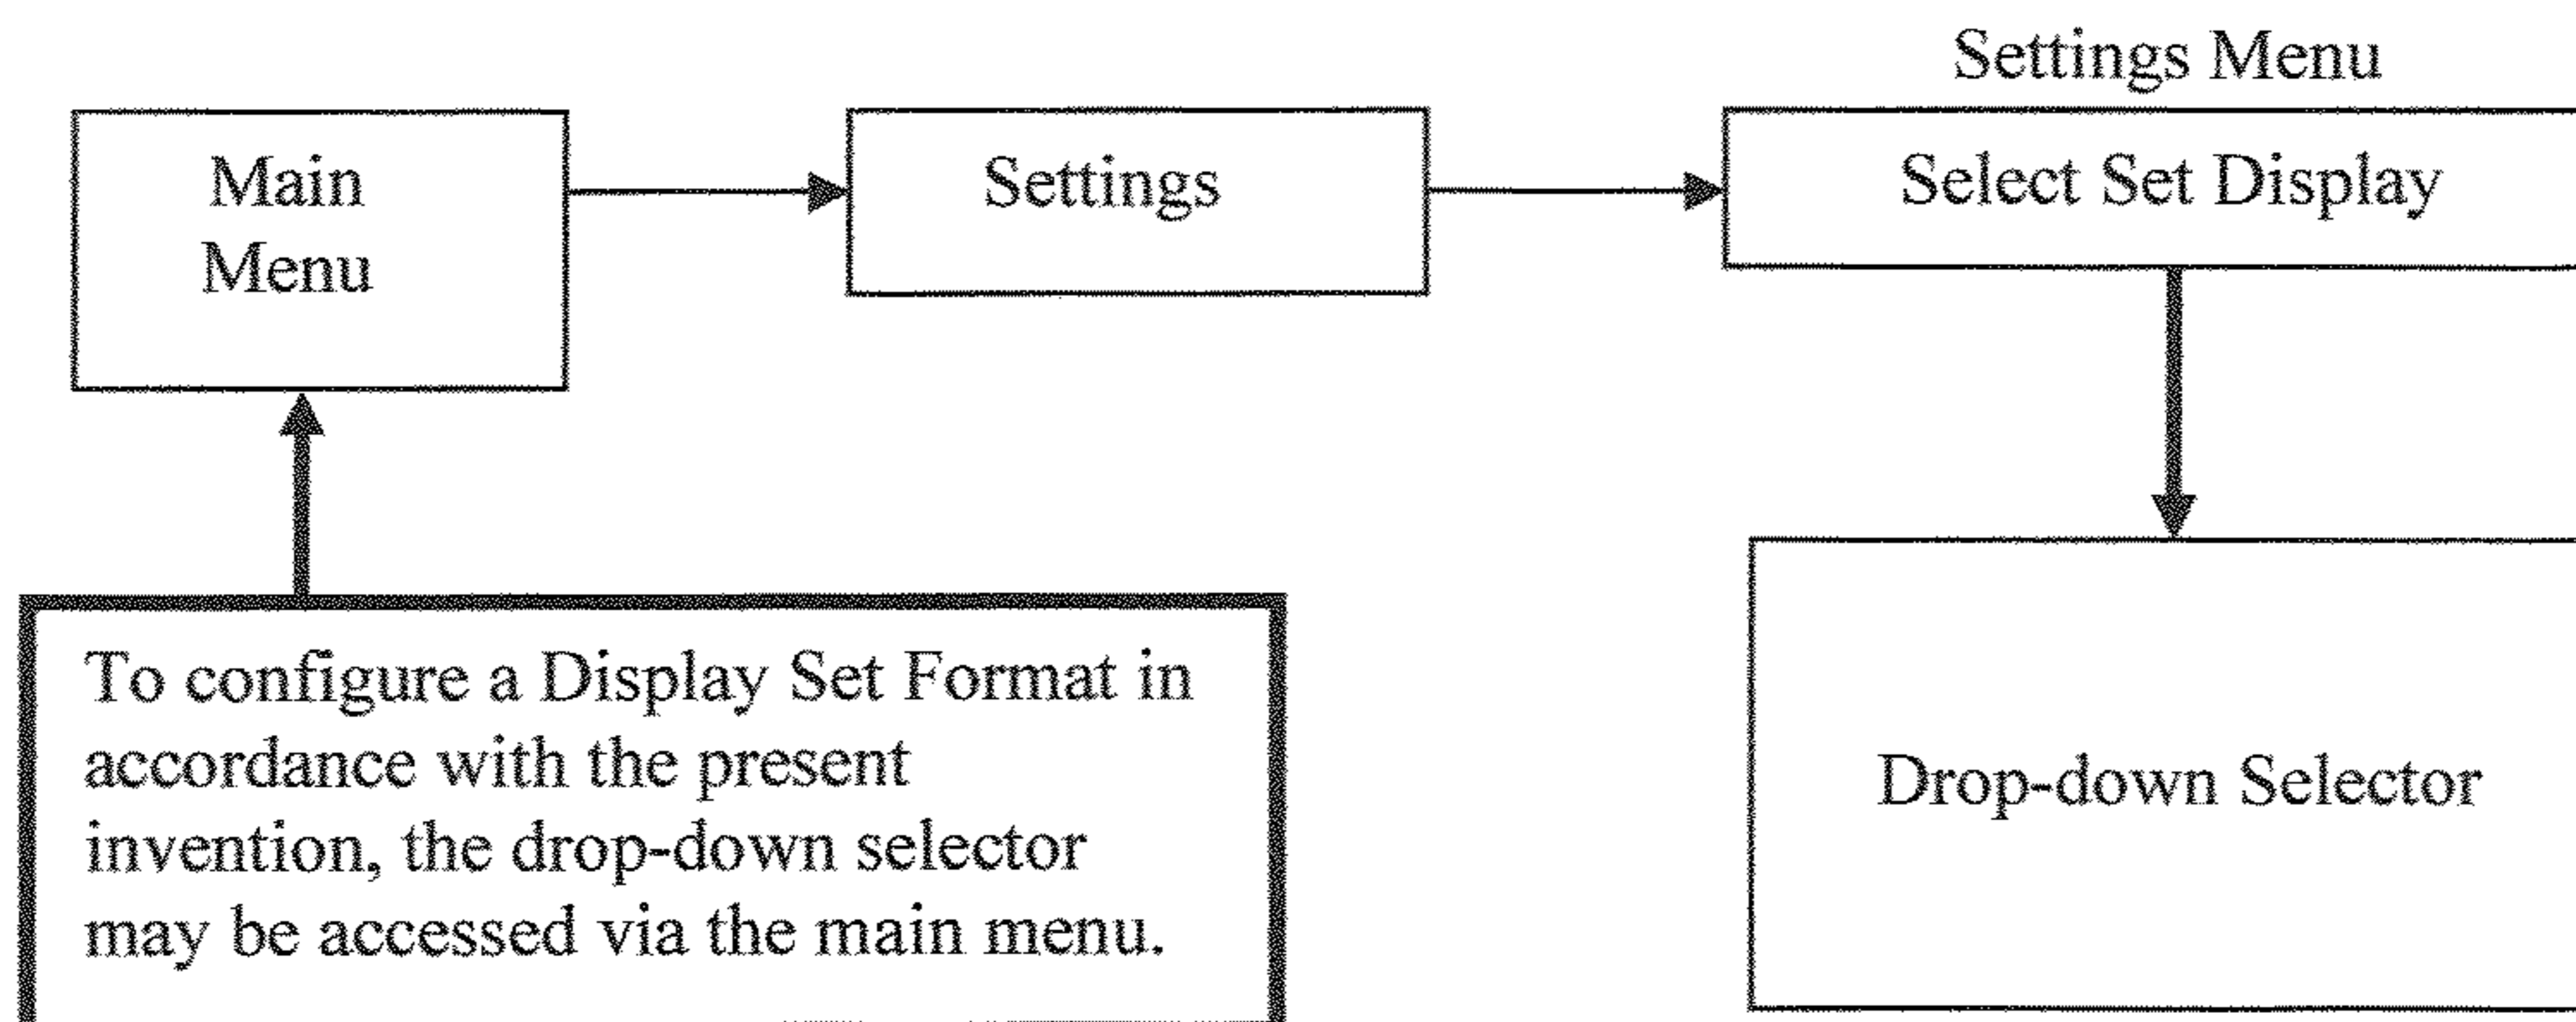 Settings Menu
Main
Menu
Settings
Select Set Display
To configure a Display Set Format in
accordance with the present
invention, the drop-down selector
may be accessed via the main menu.
Drop-down Selector